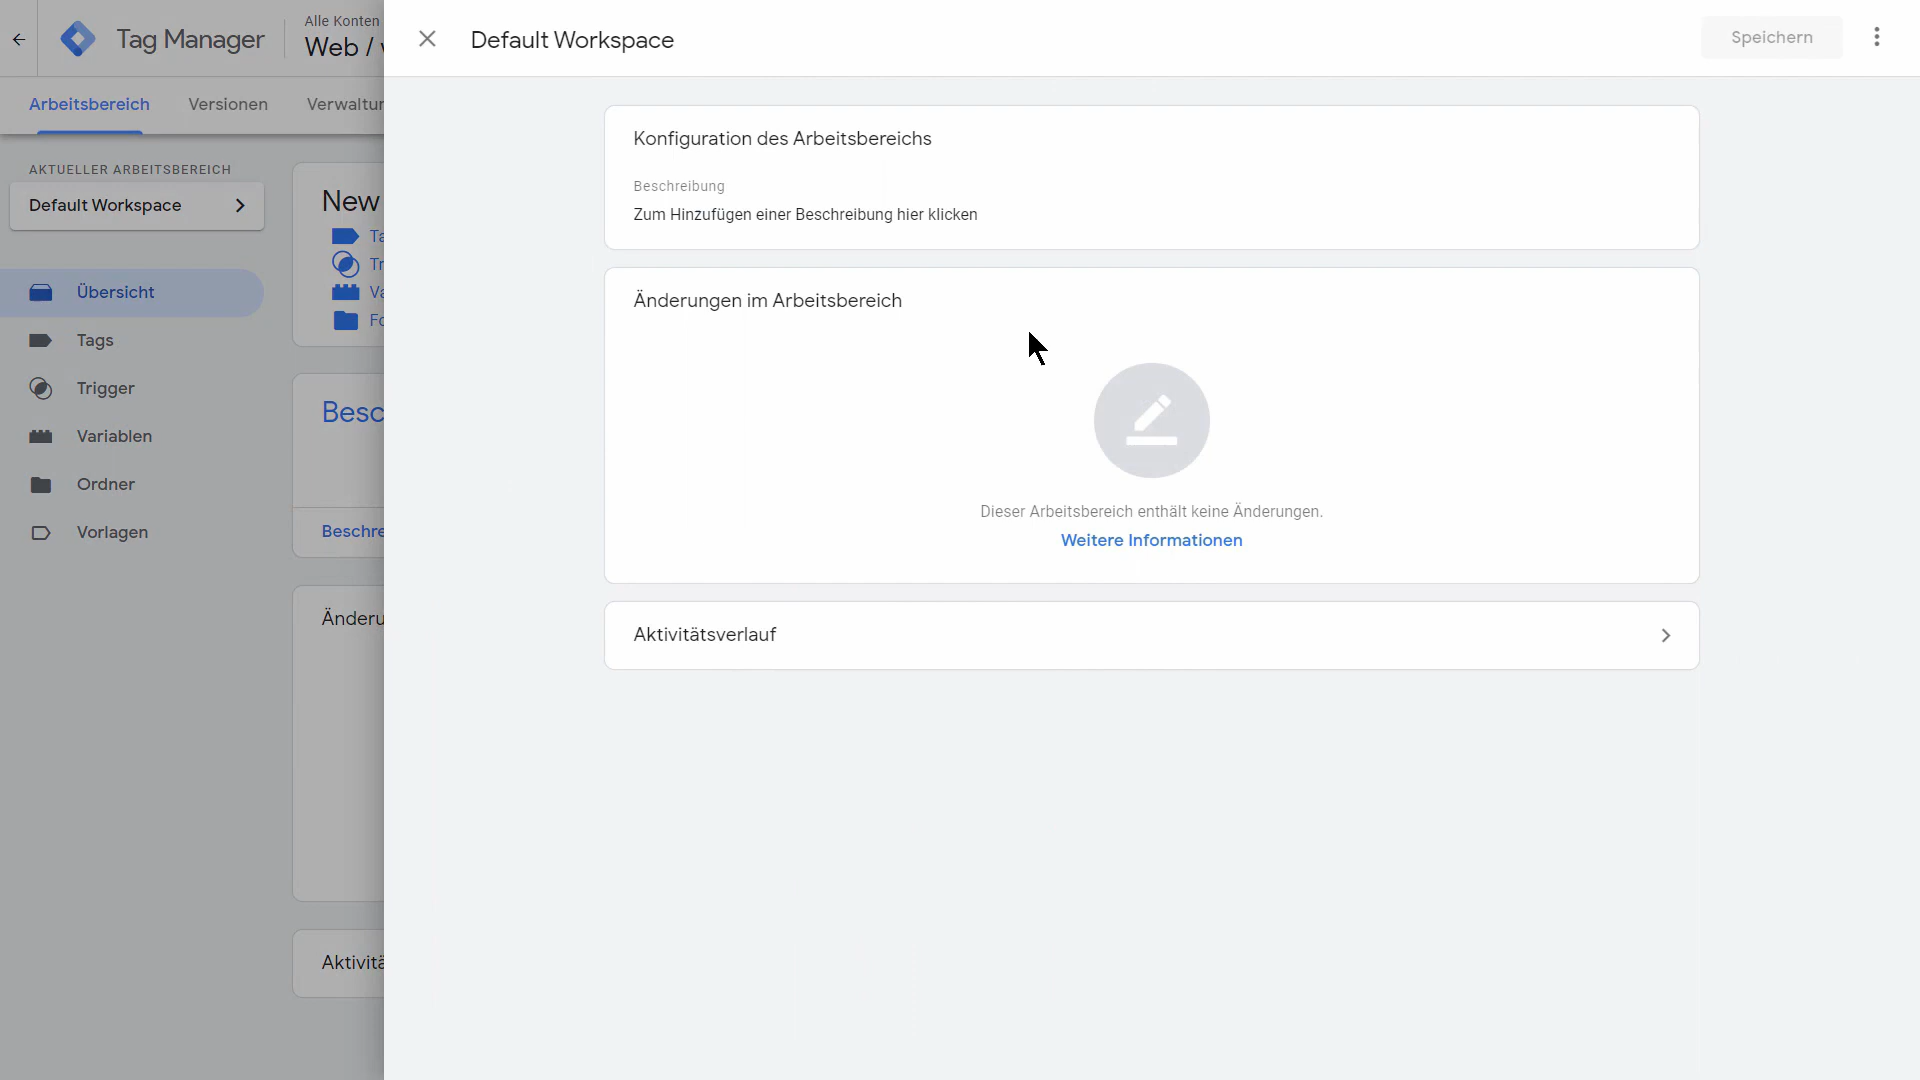 Tag Manager
Alle Konten
Web /
Default Workspace
Speichern
Arbeitsbereich
Versionen
AKTUELLER ARBEITSBEREICH
Default Workspace
Übersicht
Tags
Trigger
Variablen
Ordner
Vorlagen
New
Konfiguration des Arbeitsbereichs
Beschreibung
Zum Hinzufügen einer Beschreibung hier klicken
Änderungen im Arbeitsbereich
Dieser Arbeitsbereich enthält keine Änderungen.
Weitere Informationen
Aktivitätsverlauf